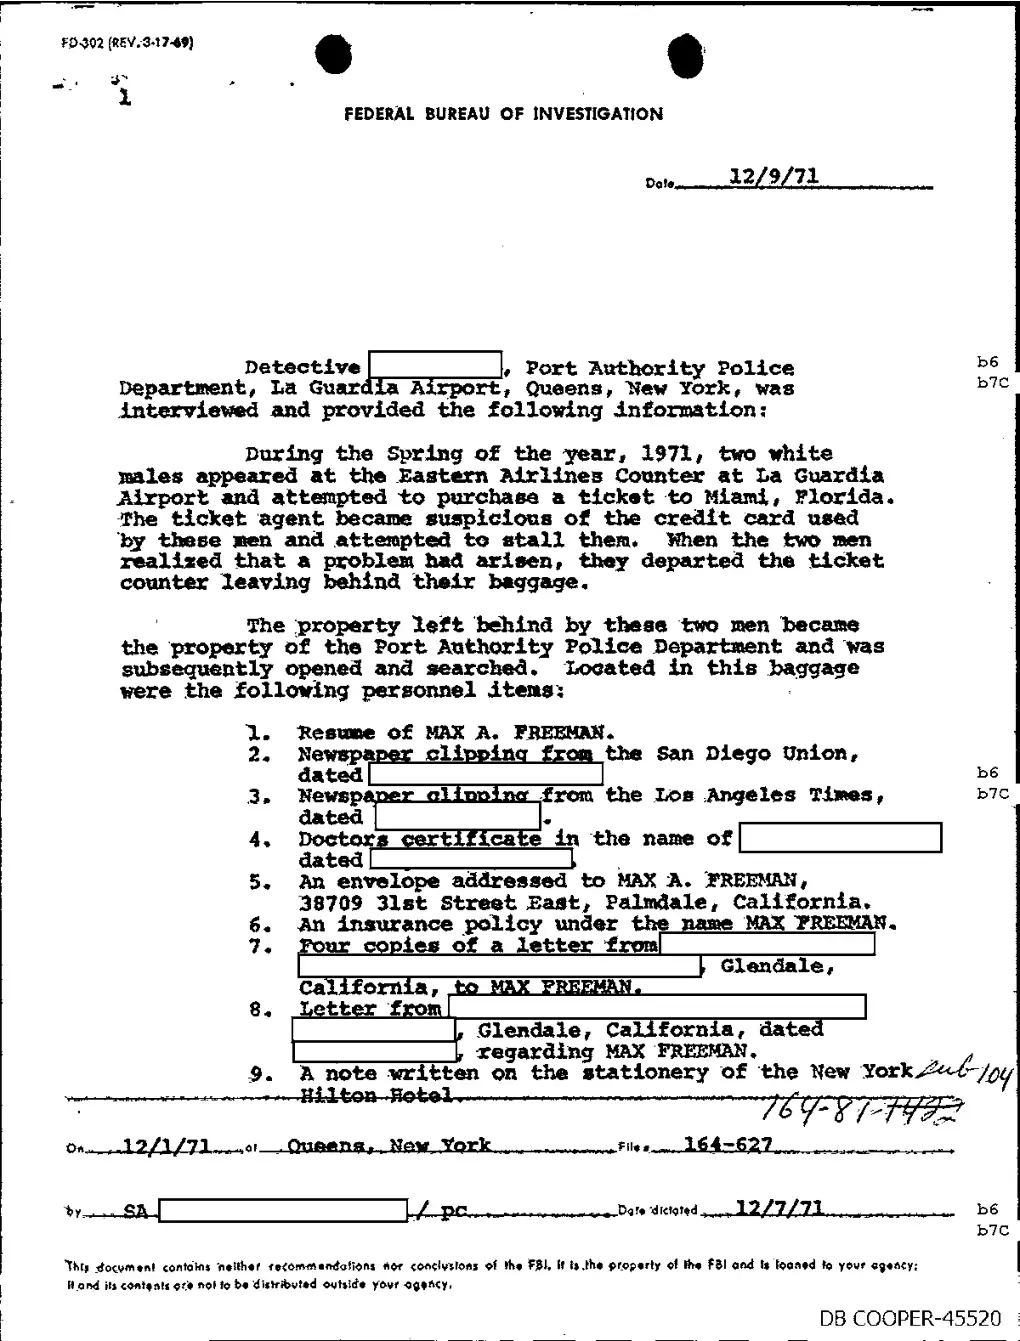 FD-302 (REV. 3-17-69)
1
FEDERAL BUREAU OF INVESTIGATION
Date 12/9/71
Detective , Port Authority Police b6
Department, La Guardia Airport, Queens, New York, was b7C
interviewed and provided the following information:
During the Spring of the year, 1971, two white
males appeared at the Eastern Airlines Counter at La Guardia
Airport and attempted to purchase a ticket to Miami, Florida.
The ticket agent became suspicious of the credit card used
by these men and attempted to stall them. When the two men
realized that a problem had arisen, they departed the ticket
counter leaving behind their baggage.
The property left behind by these two men became
the property of the Port Authority Police Department and was
subsequently opened and searched. Located in this baggage
were the following personnel items:
1. Resume of MAX A. FREEMAN.
2. Newspaper clipping from the San Diego Union,
dated b6
3. Newspaper clipping from the Los Angeles Times, b7C
dated .
4. Doctors certificate in the name of
dated .
5. An envelope addressed to MAX A. FREEMAN,
38709 31st Street East, Palmdale, California.
6. An insurance policy under the name MAX FREEMAN.
7. Four copies of a letter from
, Glendale,
California, to MAX FREEMAN.
8. Letter from
, Glendale, California, dated
, regarding MAX FREEMAN.
9. A note written on the stationery of the New York Sub-104
Hilton Hotel.
164-81-7422
On 12/1/71 at Queens, New York File # 164-627
by SA / pc Date dictated 12/7/71 b6
b7C
This document contains neither recommendations nor conclusions of the FBI. It is the property of the FBI and is loaned to your agency;
it and its contents are not to be distributed outside your agency.
DB COOPER-45520